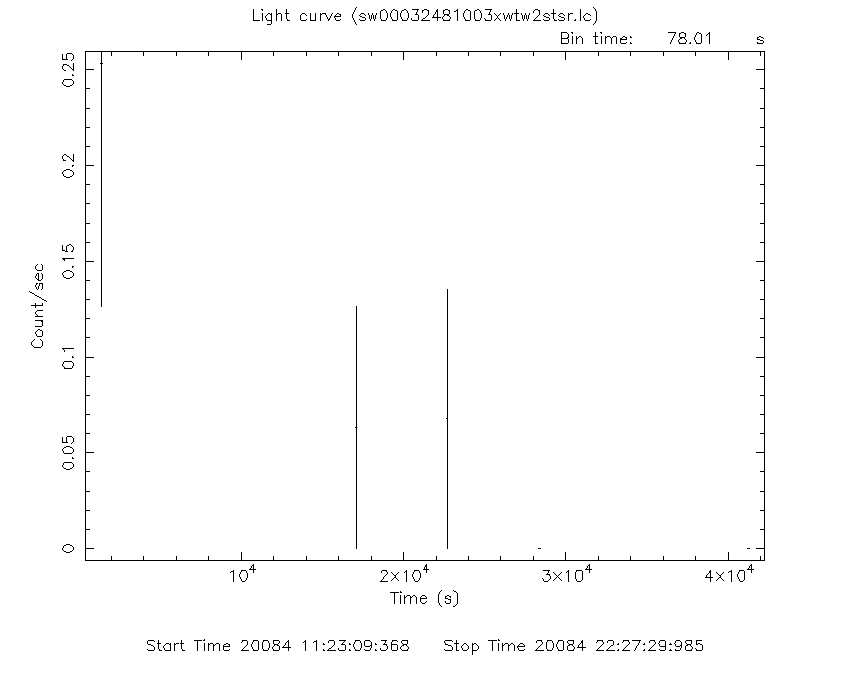 Light curve (sw00032481003xwtw2stsr.lc)
Bin time: 78.01 s
0.25
0.2
0.15
0.1
0.05
0
Count/sec
10⁴ 2×10⁴ 3×10⁴ 4×10⁴
Time (s)
Start Time 20084 11:23:09:368 Stop Time 20084 22:27:29:985